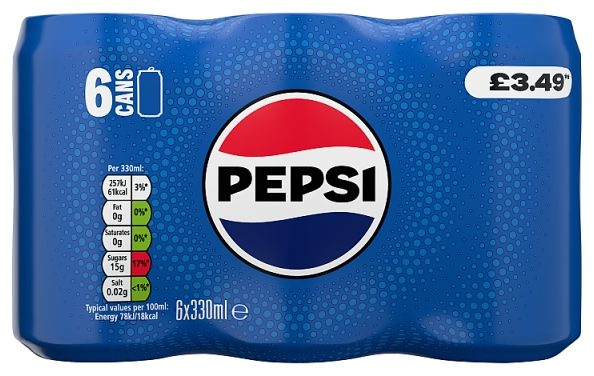 6 CANS
£3.49"
PEPSI
Per 330ml:
257kJ
61kcal 3%*
Fat
0g 0%*
Saturates
0g 0%*
Sugars
15g 17%*
Salt
0.02g <1%*
Typical values per 100ml:
Energy 78kJ/18kcal
6x330ml e